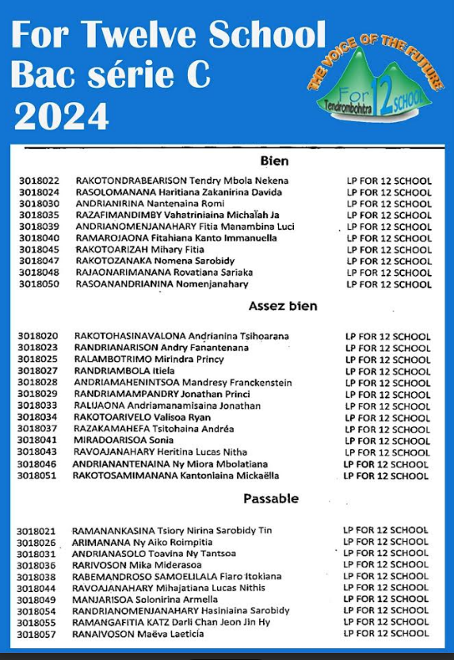 For Twelve School
Bac série C
2024
THE VOICE OF THE FUTURE
For 12 SCHOOL
Tendrombohitra
Bien
3018022 RAKOTONDRABEARISON Tendry Mbola Nekena LP FOR 12 SCHOOL
3018024 RASOLOMANANA Haritiana Zakanirina Davida LP FOR 12 SCHOOL
3018030 ANDRIANIRINA Nantenaina Romi LP FOR 12 SCHOOL
3018035 RAZAFIMANDIMBY Vahatriniaina Michaïah Ja LP FOR 12 SCHOOL
3018039 ANDRIANOMENJANAHARY Fitia Manambina Luci LP FOR 12 SCHOOL
3018040 RAMAROJAONA Fitahiana Kanto Immanuella LP FOR 12 SCHOOL
3018045 RAKOTOARIZAH Mihary Fitia LP FOR 12 SCHOOL
3018047 RAKOTOZANAKA Nomena Sarobidy LP FOR 12 SCHOOL
3018048 RAJAONARIMANANA Rovatiana Sariaka LP FOR 12 SCHOOL
3018050 RASOANANDRIANINA Nomenjanahary LP FOR 12 SCHOOL
Assez bien
3018020 RAKOTOHASINAVALONA Andrianina Tsihoarana LP FOR 12 SCHOOL
3018023 RANDRIANARISON Andry Fanantenana LP FOR 12 SCHOOL
3018025 RALAMBOTRIMO Mirindra Princy LP FOR 12 SCHOOL
3018027 RANDRIAMBOLA Itiela LP FOR 12 SCHOOL
3018028 ANDRIAMAHENINTSOA Mandresy Franckenstein LP FOR 12 SCHOOL
3018029 RANDRIAMAMPANDRY Jonathan Princi LP FOR 12 SCHOOL
3018033 RALIJAONA Andriamanamisaina Jonathan LP FOR 12 SCHOOL
3018034 RAKOTOARIVELO Valisoa Ryan LP FOR 12 SCHOOL
3018037 RAZAKAMAHEFA Tsitohaina Andréa LP FOR 12 SCHOOL
3018041 MIRADOARISOA Sonia LP FOR 12 SCHOOL
3018043 RAVOAJANAHARY Heritina Lucas Nitha LP FOR 12 SCHOOL
3018046 ANDRIANANTENAINA Ny Miora Mbolatiana LP FOR 12 SCHOOL
3018051 RAKOTOSAMIMANANA Kantoniaina Mickaëlla LP FOR 12 SCHOOL
Passable
3018021 RAMANANKASINA Tsiory Nirina Sarobidy Tin LP FOR 12 SCHOOL
3018026 ARIMANANA Ny Aiko Roimpitia LP FOR 12 SCHOOL
3018031 ANDRIANASOLO Toavina Ny Tantsoa LP FOR 12 SCHOOL
3018036 RARIVOSON Mika Miderasoa LP FOR 12 SCHOOL
3018038 RABEMANDROSO SAMOELILALA Fiaro Itokiana LP FOR 12 SCHOOL
3018044 RAVOAJANAHARY Mihajatiana Lucas Nithis LP FOR 12 SCHOOL
3018049 MANJARISOA Solonirina Armella LP FOR 12 SCHOOL
3018054 RANDRIANOMENJANAHARY Hasiniaina Sarobidy LP FOR 12 SCHOOL
3018055 RAMANGAFITIA KATZ Darli Chan Jeon Jin Hy LP FOR 12 SCHOOL
3018057 RANAIVOSON Maëva Laeticia LP FOR 12 SCHOOL